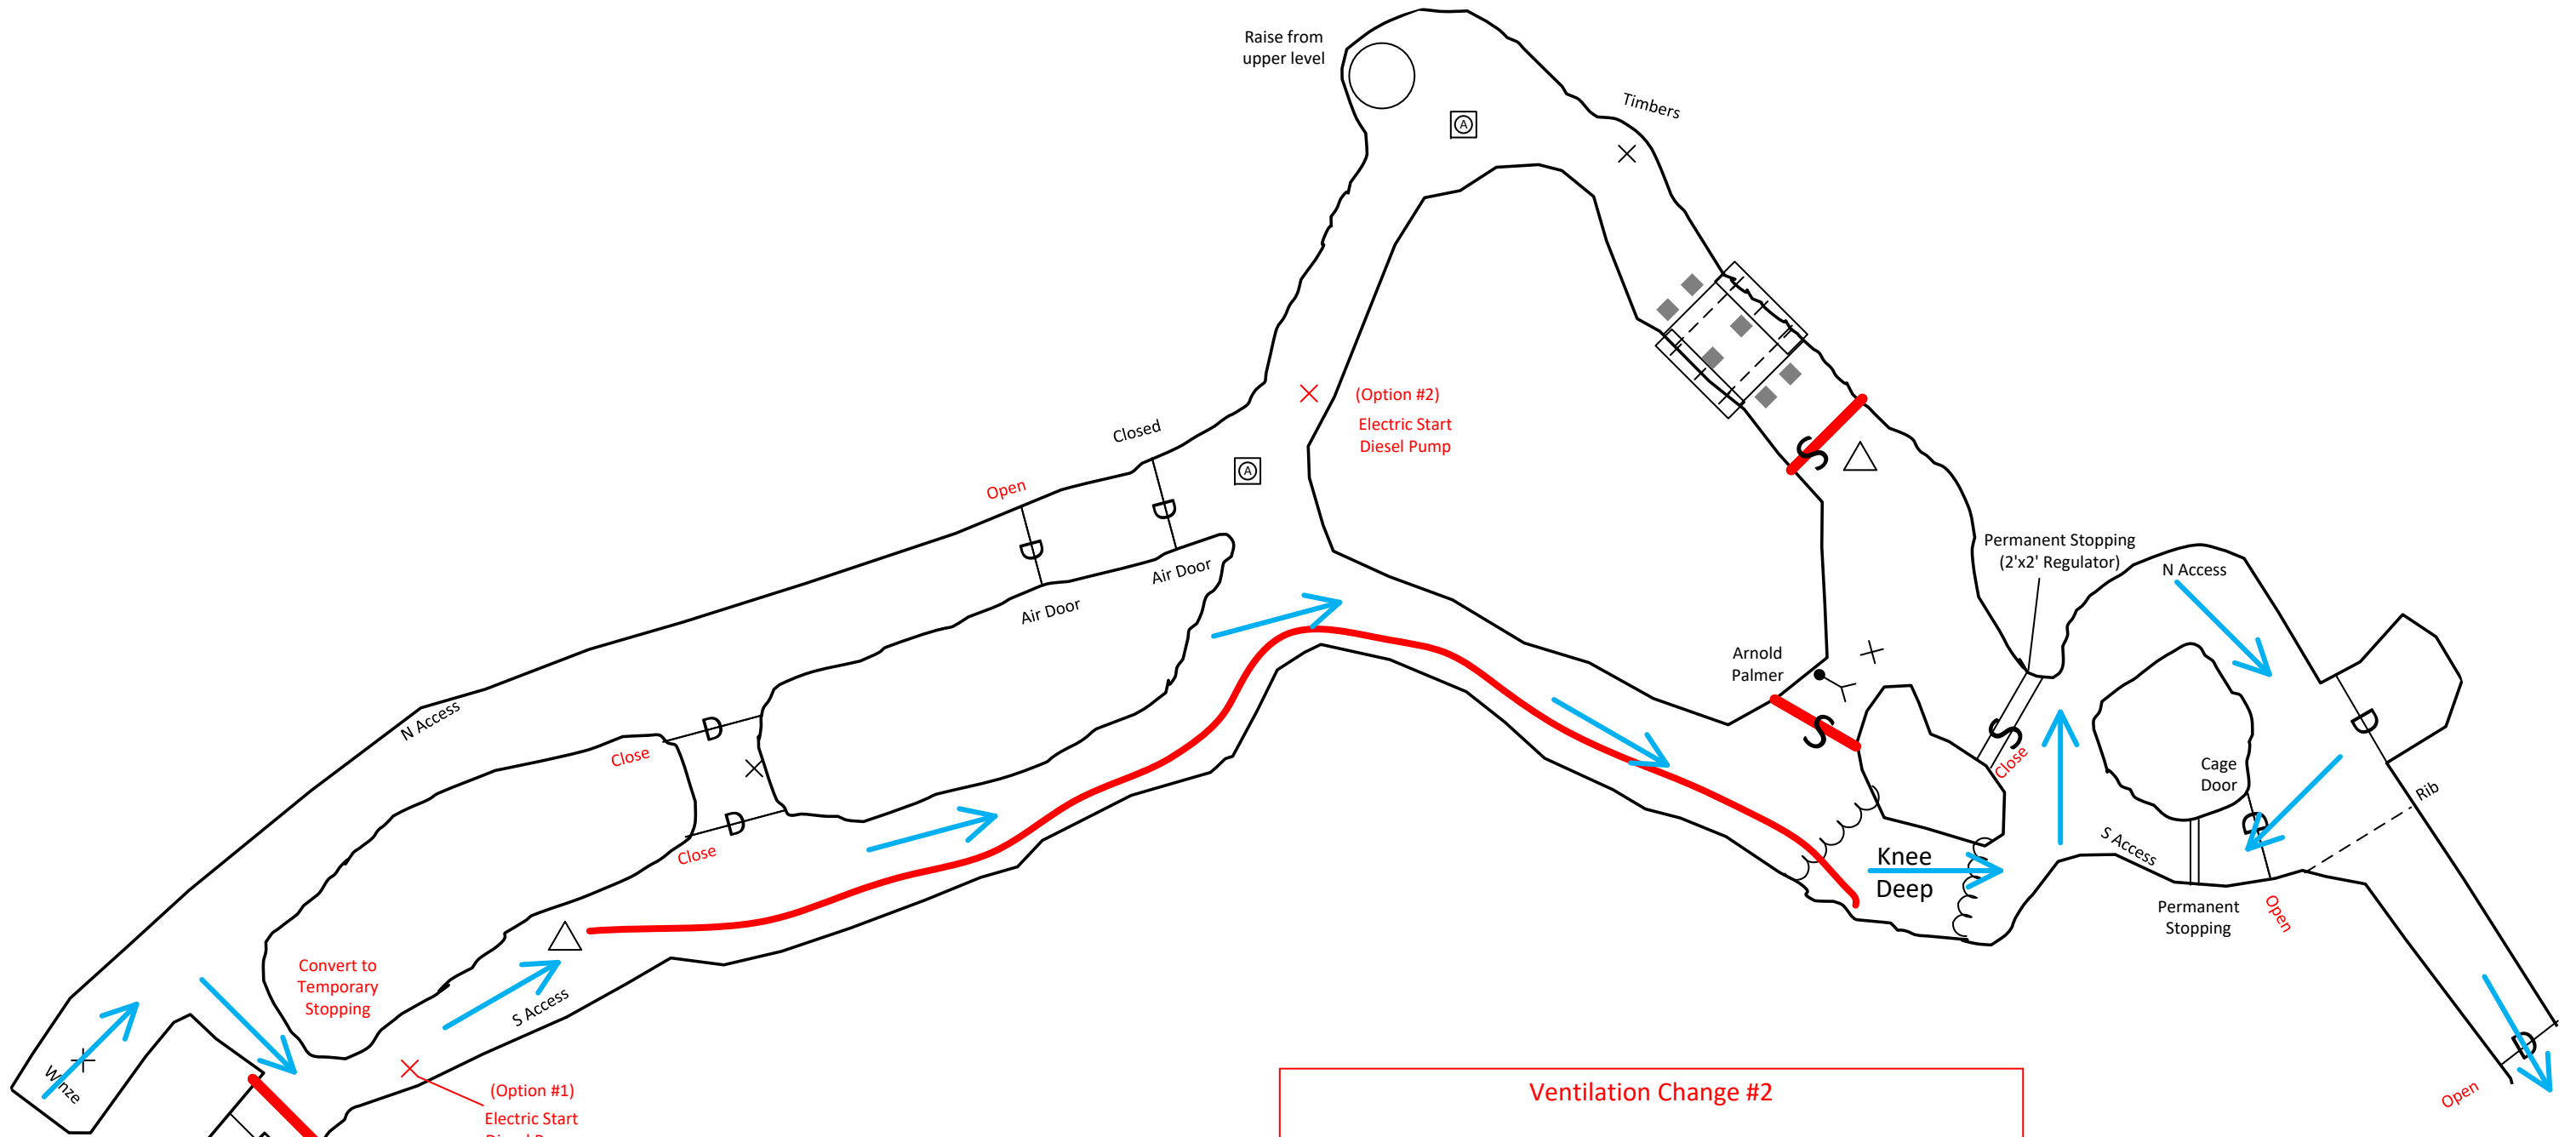 Raise from
upper level
A
Timbers
(Option #2)
Electric Start
Diesel Pump
Closed
Open
A
D
D
Air Door
Air Door
S
Permanent Stopping
(2'x2' Regulator)
N Access
Arnold
Palmer
S
S
Close
D
Cage
Door
D
Rib
N Access
D
Close
D
Close
Knee
Deep
S Access
Permanent
Stopping
Open
Convert to
Temporary
Stopping
S Access
Winze
(Option #1)
Electric Start
Ventilation Change #2
D
Open